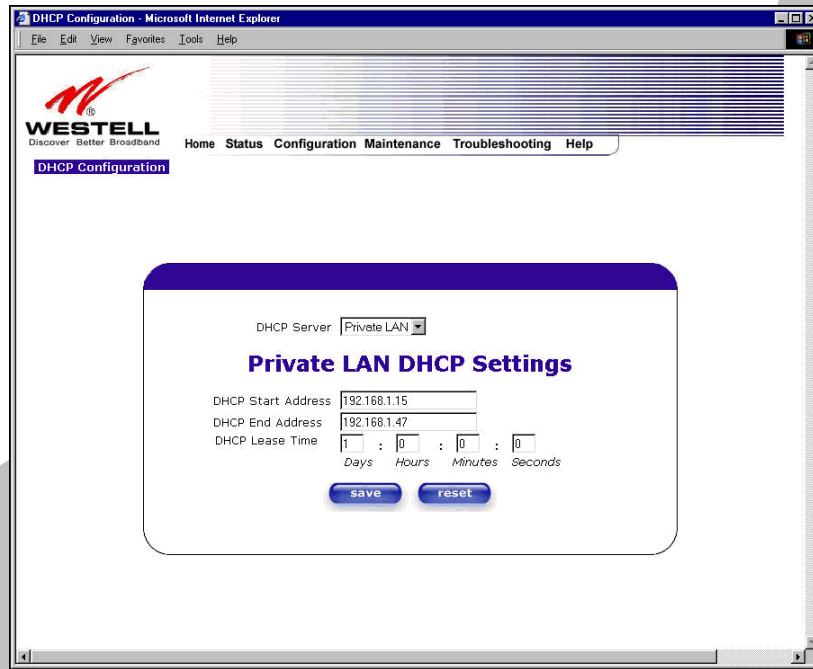 DHCP Configuration - Microsoft Internet Explorer
File Edit View Favorites Tools Help
WESTELL ®
Discover Better Broadband
Home Status Configuration Maintenance Troubleshooting Help
DHCP Configuration
DHCP Server Private LAN
Private LAN DHCP Settings
DHCP Start Address 192.168.1.15
DHCP End Address 192.168.1.47
DHCP Lease Time 1 : 0 : 0 : 0
Days Hours Minutes Seconds
save reset